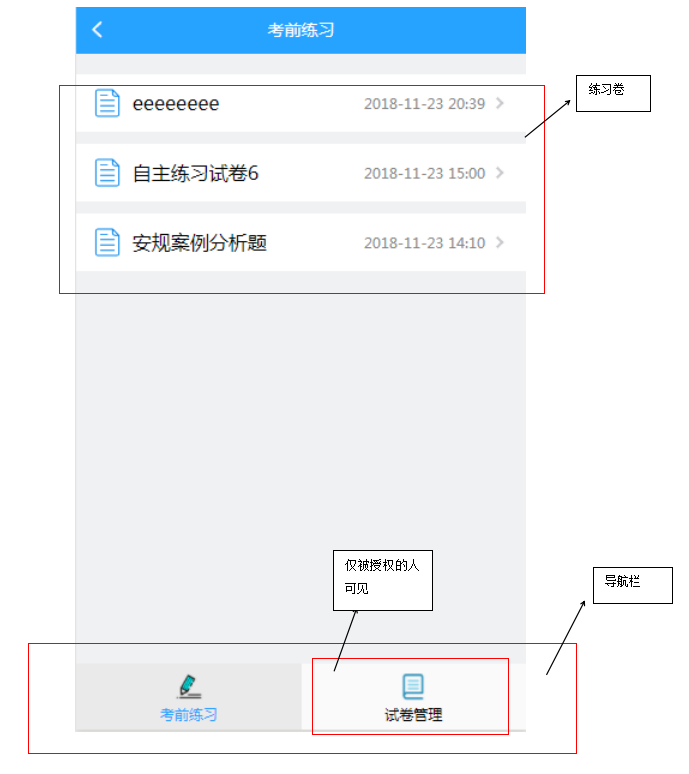 考前练习
练习卷
eeeeeeee 2018-11-23 20:39
自主练习试卷6 2018-11-23 15:00
安规案例分析题 2018-11-23 14:10
仅被授权的人
可见
导航栏
考前练习
试卷管理